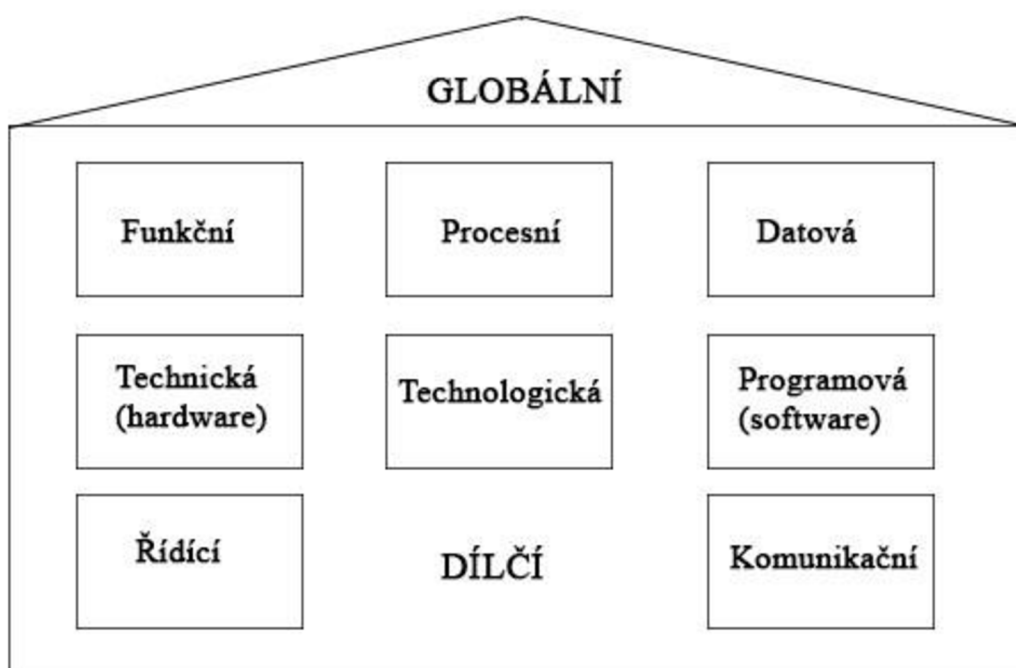 GLOBÁLNÍ
Funkční
Procesní
Datová
Technická
(hardware)
Technologická
Programová
(software)
Řídící
DÍLČÍ
Komunikační